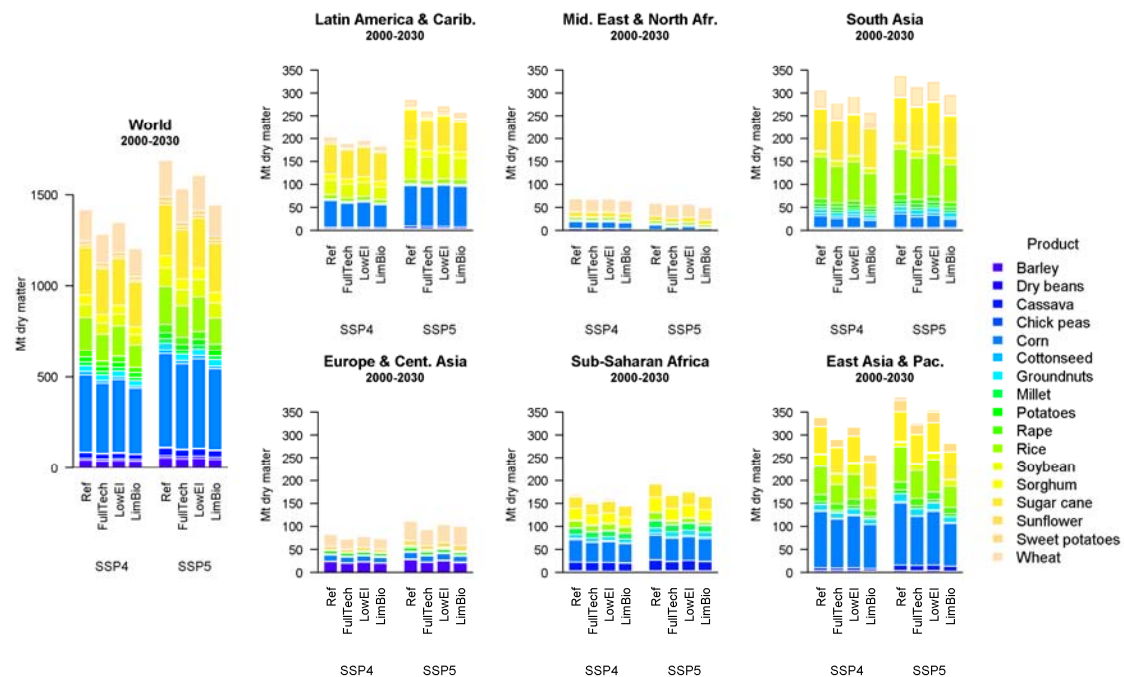 World
2000-2030
Mt dry matter
1500
1000
500
0
Ref
FullTech
LowEI
LimBio
Ref
FullTech
LowEI
LimBio
SSP4
SSP5
Latin America & Carib.
2000-2030
Mt dry matter
350
300
250
200
150
100
50
0
Ref
FullTech
LowEI
LimBio
Ref
FullTech
LowEI
LimBio
SSP4
SSP5
Mid. East & North Afr.
2000-2030
Mt dry matter
350
300
250
200
150
100
50
0
Ref
FullTech
LowEI
LimBio
Ref
FullTech
LowEI
LimBio
SSP4
SSP5
South Asia
2000-2030
Mt dry matter
350
300
250
200
150
100
50
0
Ref
FullTech
LowEI
LimBio
Ref
FullTech
LowEI
LimBio
SSP4
SSP5
Europe & Cent. Asia
2000-2030
Mt dry matter
350
300
250
200
150
100
50
0
Ref
FullTech
LowEI
LimBio
Ref
FullTech
LowEI
LimBio
SSP4
SSP5
Sub-Saharan Africa
2000-2030
Mt dry matter
350
300
250
200
150
100
50
0
Ref
FullTech
LowEI
LimBio
Ref
FullTech
LowEI
LimBio
SSP4
SSP5
East Asia & Pac.
2000-2030
Mt dry matter
350
300
250
200
150
100
50
0
Ref
FullTech
LowEI
LimBio
Ref
FullTech
LowEI
LimBio
SSP4
SSP5
Product
Barley
Dry beans
Cassava
Chick peas
Corn
Cottonseed
Groundnuts
Millet
Potatoes
Rape
Rice
Soybean
Sorghum
Sugar cane
Sunflower
Sweet potatoes
Wheat